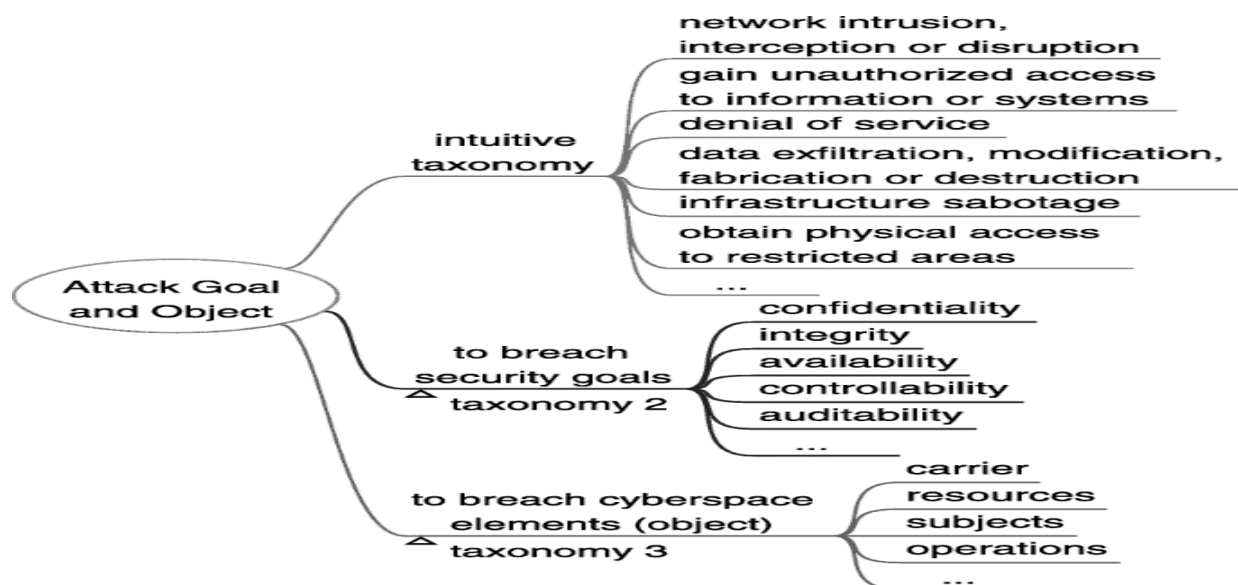 network intrusion,
interception or disruption
gain unauthorized access
to information or systems
denial of service
data exfiltration, modification,
fabrication or destruction
infrastructure sabotage
obtain physical access
to restricted areas
...
intuitive
taxonomy
Attack Goal
and Object
to breach
security goals
taxonomy 2
confidentiality
integrity
availability
controllability
auditability
...
to breach cyberspace
elements (object)
taxonomy 3
carrier
resources
subjects
operations
...